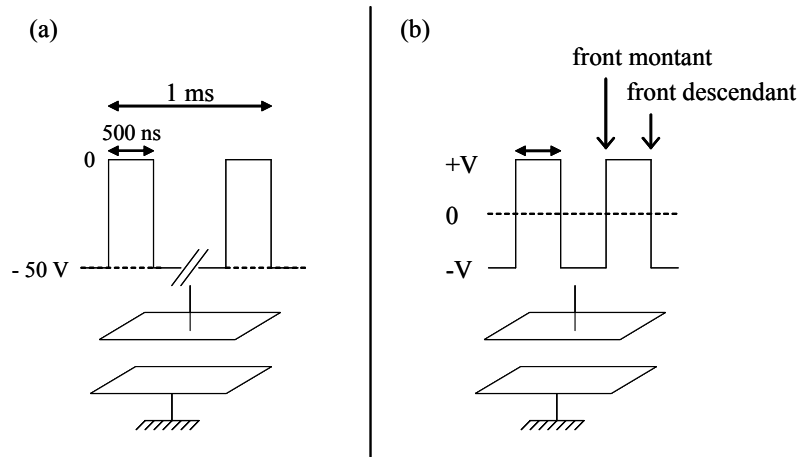 (a)
1 ms
500 ns
0
- 50 V
(b)
front montant
front descendant
+V
0
-V